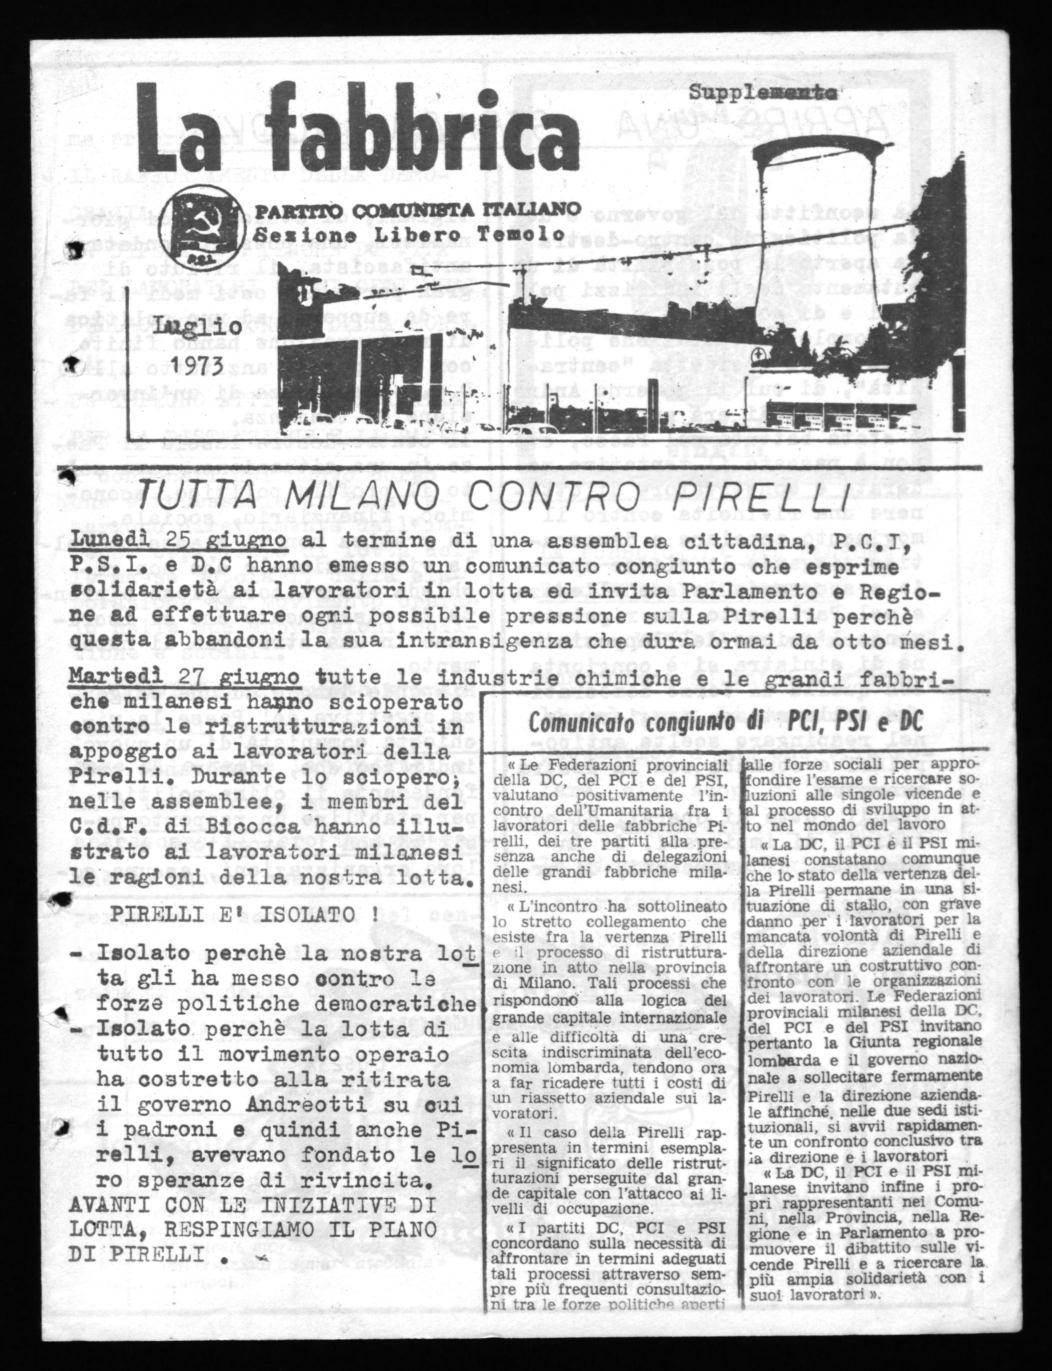 Supplemento
La fabbrica
PARTITO COMUNISTA ITALIANO
Sezione Libero Temolo
P.C.I.
Luglio
1973
TUTTA MILANO CONTRO PIRELLI
Lunedì 25 giugno al termine di una assemblea cittadina, P.C.I,
P.S.I. e D.C hanno emesso un comunicato congiunto che esprime
solidarietà ai lavoratori in lotta ed invita Parlamento e Regio-
ne ad effettuare ogni possibile pressione sulla Pirelli perchè
questa abbandoni la sua intransigenza che dura ormai da otto mesi.
Martedì 27 giugno tutte le industrie chimiche e le grandi fabbri-
che milanesi hanno scioperato
contro le ristrutturazioni in
appoggio ai lavoratori della
Pirelli. Durante lo sciopero,
nelle assemblee, i membri del
C.d.F. di Bicocca hanno illu-
strato ai lavoratori milanesi
le ragioni della nostra lotta.
PIRELLI E' ISOLATO !
- Isolato perchè la nostra lot
ta gli ha messo contro le
forze politiche democratiche
- Isolato perchè la lotta di
tutto il movimento operaio
ha costretto alla ritirata
il governo Andreotti su cui
i padroni e quindi anche Pi-
relli, avevano fondato le lo
ro speranze di rivincita.
AVANTI CON LE INIZIATIVE DI
LOTTA, RESPINGIAMO IL PIANO
DI PIRELLI .
Comunicato congiunto di PCI, PSI e DC
« Le Federazioni provinciali
della DC, del PCI e del PSI,
valutano positivamente l'in-
contro dell'Umanitaria fra i
lavoratori delle fabbriche Pi-
relli, dei tre partiti alla pre-
senza anche di delegazioni
delle grandi fabbriche mila-
nesi.
« L'incontro ha sottolineato
lo stretto collegamento che
esiste fra la vertenza Pirelli
e il processo di ristruttura-
zione in atto nella provincia
di Milano. Tali processi che
rispondono alla logica del
grande capitale internazionale
e alle difficoltà di una cre-
scita indiscriminata dell'eco-
nomia lombarda, tendono ora
a far ricadere tutti i costi di
un riassetto aziendale sui la-
voratori.
« Il caso della Pirelli rap-
presenta in termini esempla-
ri il significato delle ristrut-
turazioni perseguite dal gran-
de capitale con l'attacco ai li-
velli di occupazione.
« I partiti DC, PCI e PSI
concordano sulla necessità di
affrontare in termini adeguati
tali processi attraverso sem-
pre più frequenti consultazio-
ni tra le forze politiche aperti
alle forze sociali per appro-
fondire l'esame e ricercare so-
luzioni alle singole vicende e
al processo di sviluppo in at-
to nel mondo del lavoro
« La DC, il PCI e il PSI mi-
lanesi constatano comunque
che lo stato della vertenza del-
la Pirelli permane in una si-
tuazione di stallo, con grave
danno per i lavoratori per la
mancata volontà di Pirelli e
della direzione aziendale di
affrontare un costruttivo con-
fronto con le organizzazioni
dei lavoratori. Le Federazioni
provinciali milanesi della DC,
del PCI e del PSI invitano
pertanto la Giunta regionale
lombarda e il governo nazio-
nale a sollecitare fermamente
Pirelli e la direzione azienda-
le affinché, nelle due sedi isti-
tuzionali, si avvii rapidamen-
te un confronto conclusivo tra
la direzione e i lavoratori
« La DC, il PCI e il PSI mi-
lanese invitano infine i pro-
pri rappresentanti nei Comu-
ni, nella Provincia, nella Re-
gione e in Parlamento a pro-
muovere il dibattito sulle vi-
cende Pirelli e a ricercare la
più ampia solidarietà con i
suoi lavoratori ».